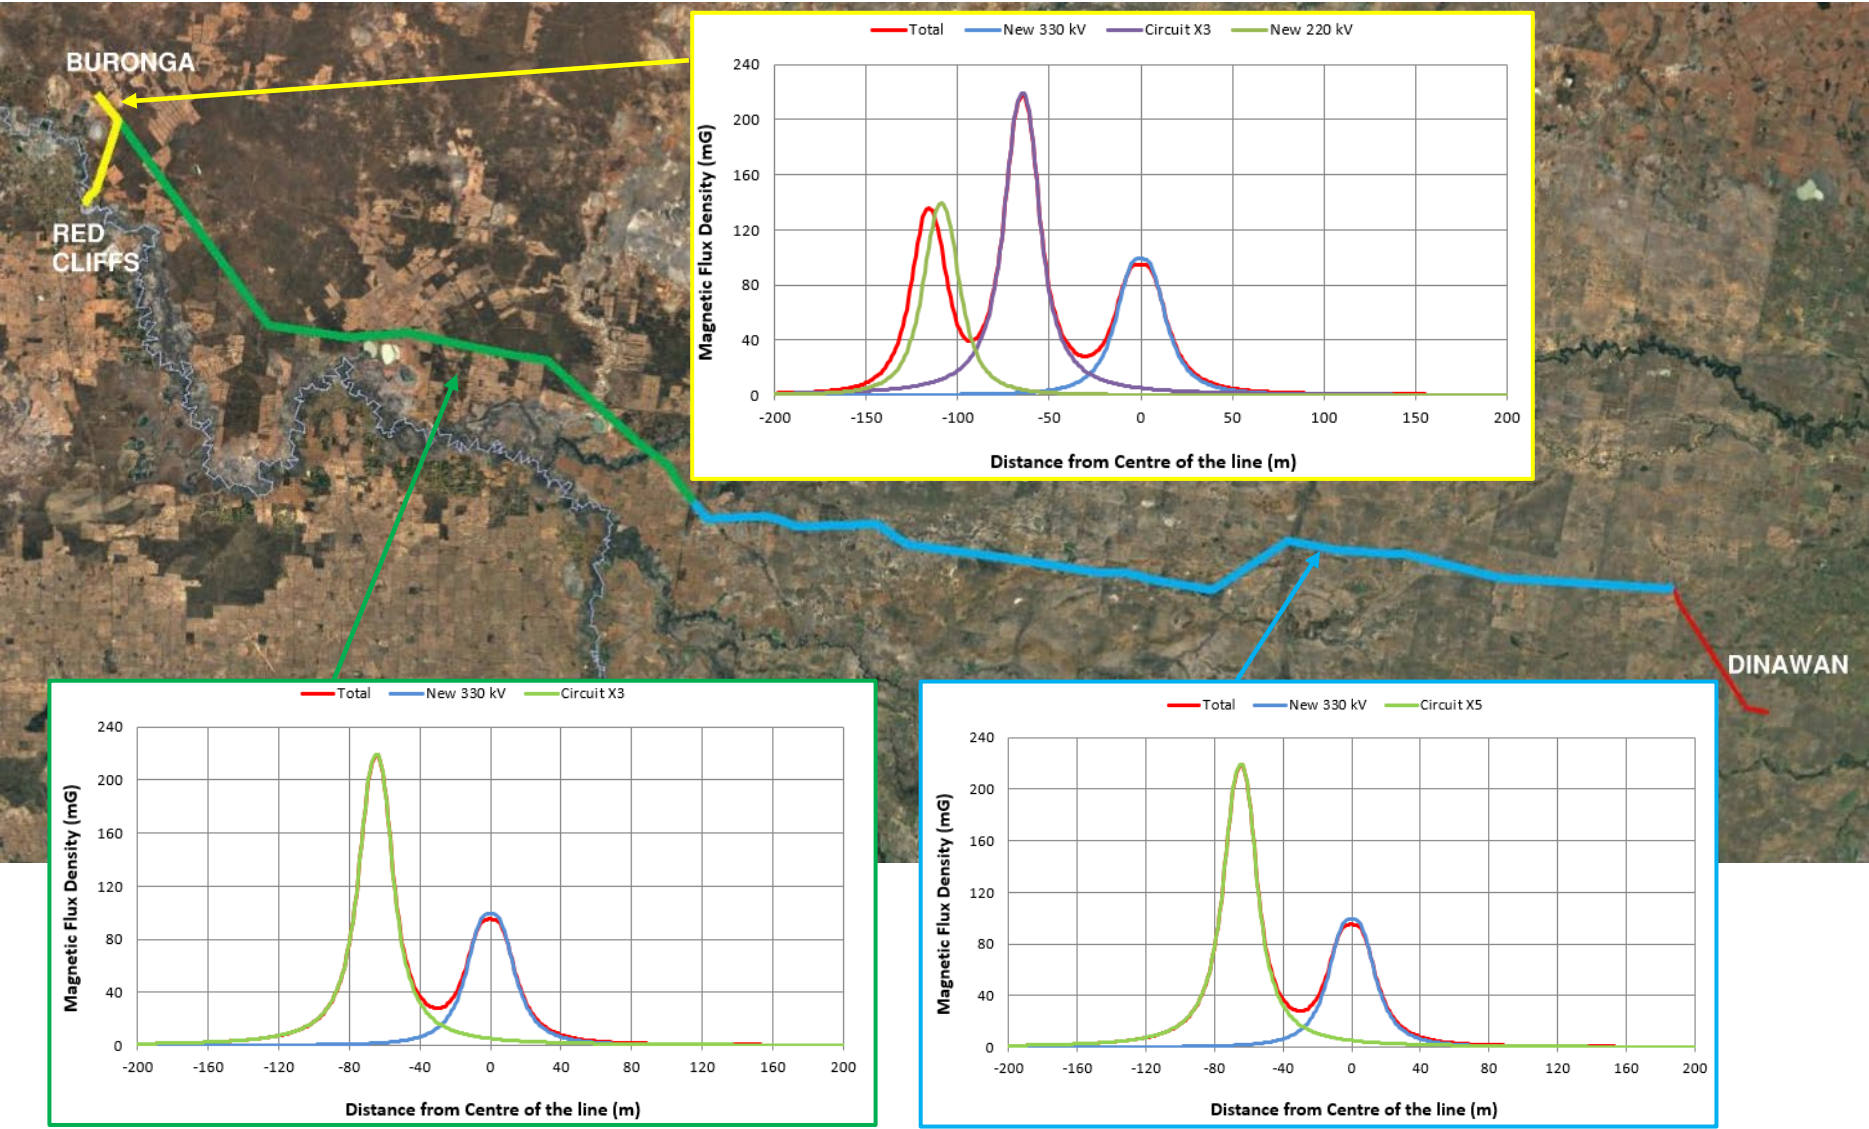 BURONGA
RED
CLIFFS
DINAWAN
Total New 330 kV Circuit X3 New 220 kV
Magnetic Flux Density (mG)
240
200
160
120
80
40
0
-200 -150 -100 -50 0 50 100 150 200
Distance from Centre of the line (m)
Total New 330 kV Circuit X3
Magnetic Flux Density (mG)
240
200
160
120
80
40
0
-200 -160 -120 -80 -40 0 40 80 120 160 200
Distance from Centre of the line (m)
Total New 330 kV Circuit X5
Magnetic Flux Density (mG)
240
200
160
120
80
40
0
-200 -160 -120 -80 -40 0 40 80 120 160 200
Distance from Centre of the line (m)